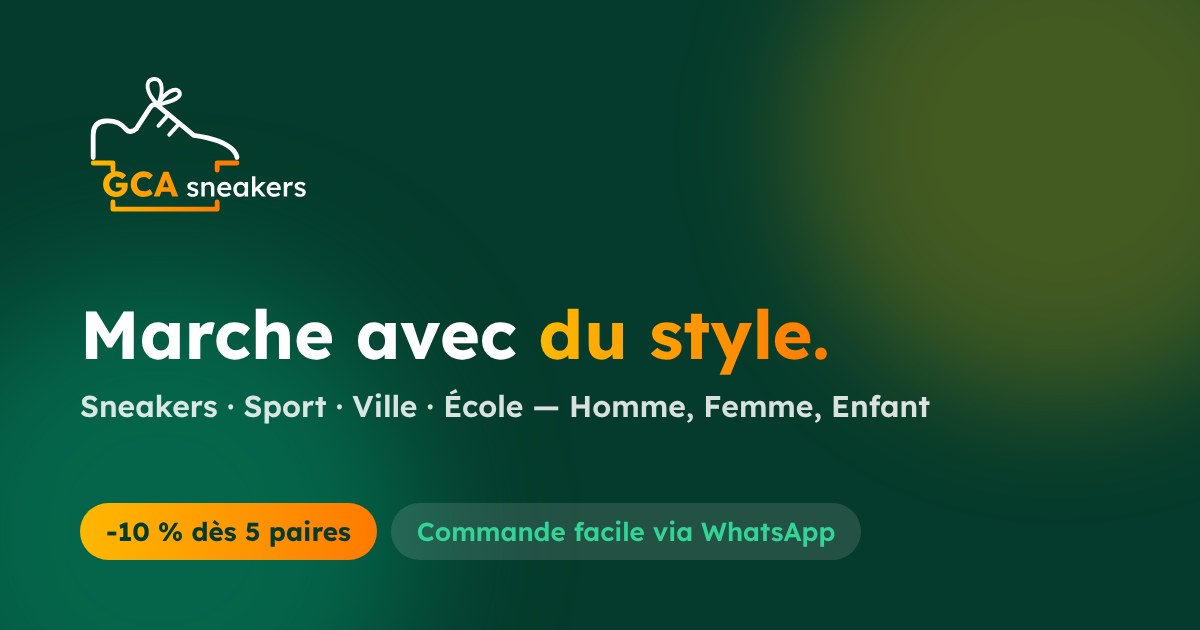 GCA sneakers
Marche avec du style.
Sneakers · Sport · Ville · École — Homme, Femme, Enfant
-10 % dès 5 paires
Commande facile via WhatsApp